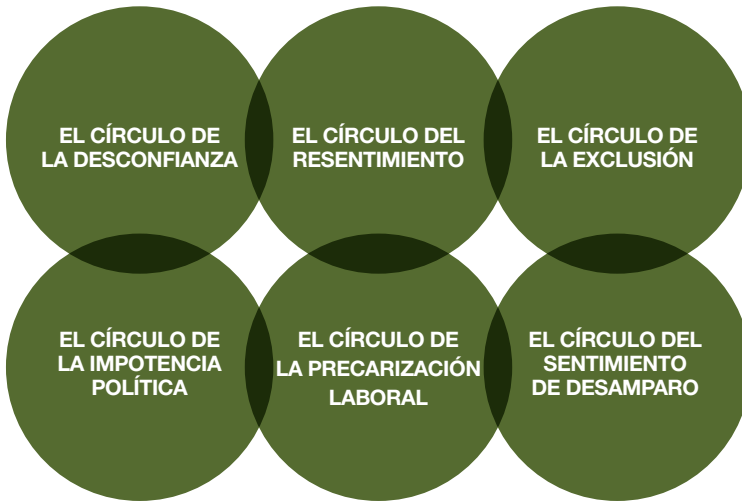 EL CÍRCULO DE
LA DESCONFIANZA
EL CÍRCULO DEL
RESENTIMIENTO
EL CÍRCULO DE
LA EXCLUSIÓN
EL CÍRCULO DE
LA IMPOTENCIA
POLÍTICA
EL CÍRCULO DE
LA PRECARIZACIÓN
LABORAL
EL CÍRCULO DEL
SENTIMIENTO
DE DESAMPARO